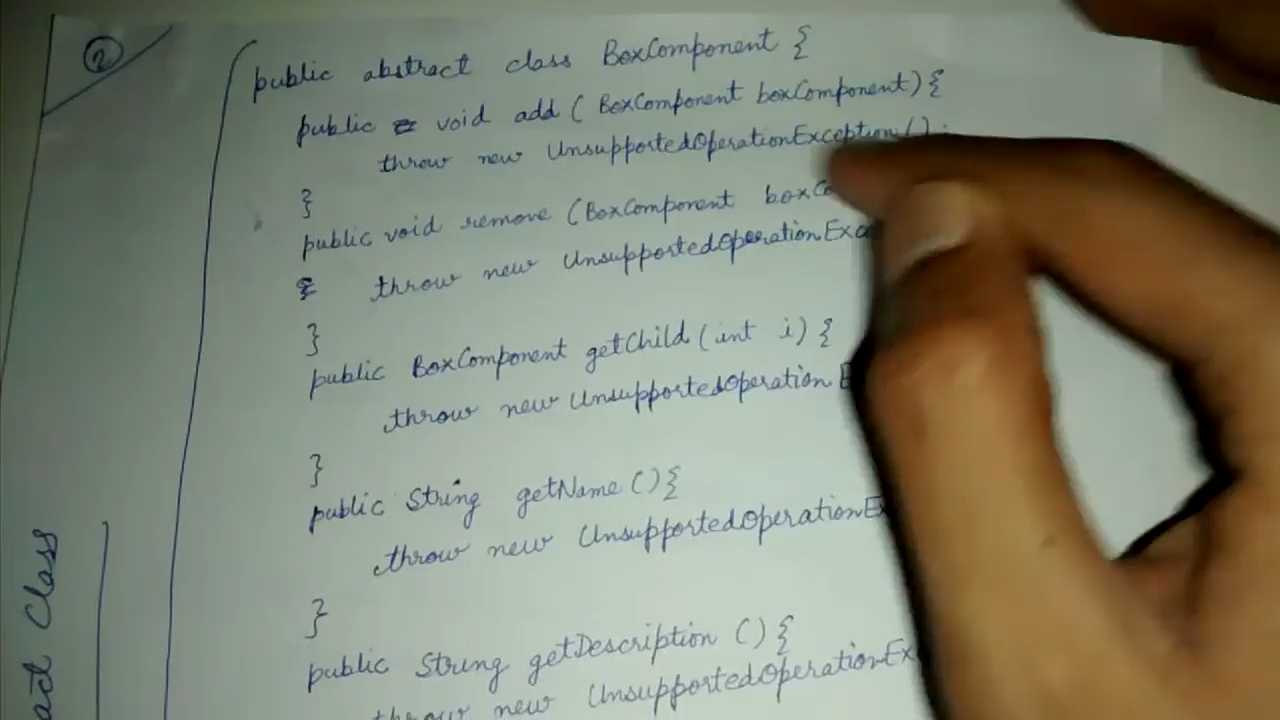 2
public abstract class BoxComponent {
public void add ( BoxComponent boxComponent) {
throw new UnsupportedOperationException();
}
public void remove (BoxComponent
throw new UnsupportedOperation
}
public BoxComponent getChild (int i) {
throw new UnsupportedOperation
}
public String getName () {
throw new UnsupportedOperation
}
public String getDescription () {
throw new UnsupportedOperation
Class